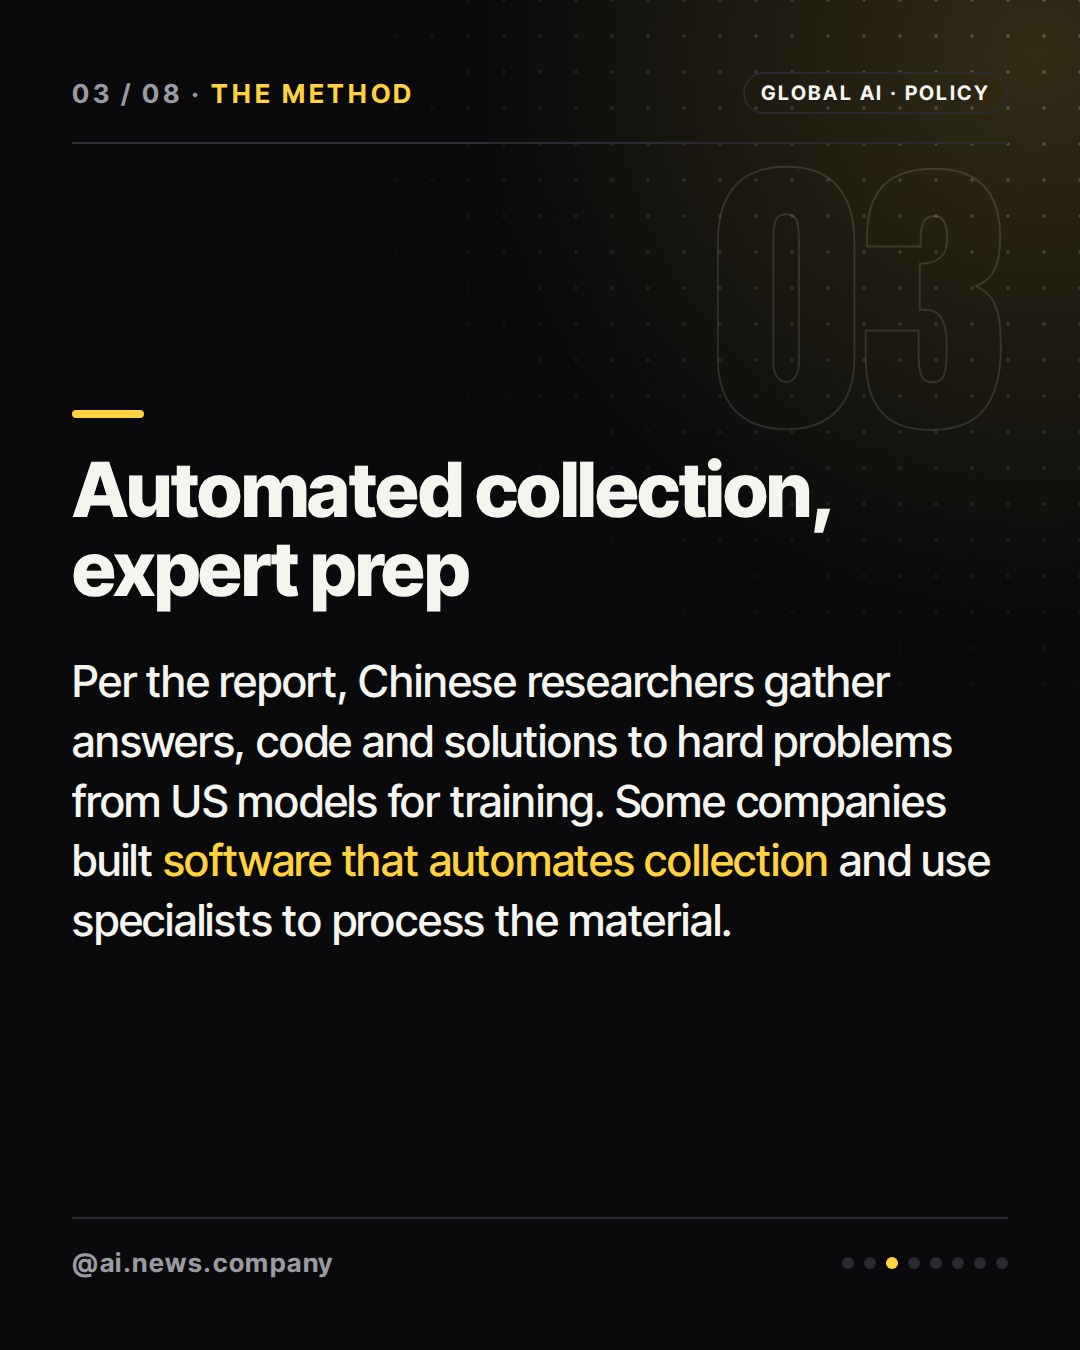 03 / 08 · THE METHOD
GLOBAL AI · POLICY
03
Automated collection,
expert prep
Per the report, Chinese researchers gather
answers, code and solutions to hard problems
from US models for training. Some companies
built software that automates collection and use
specialists to process the material.
@ai.news.company